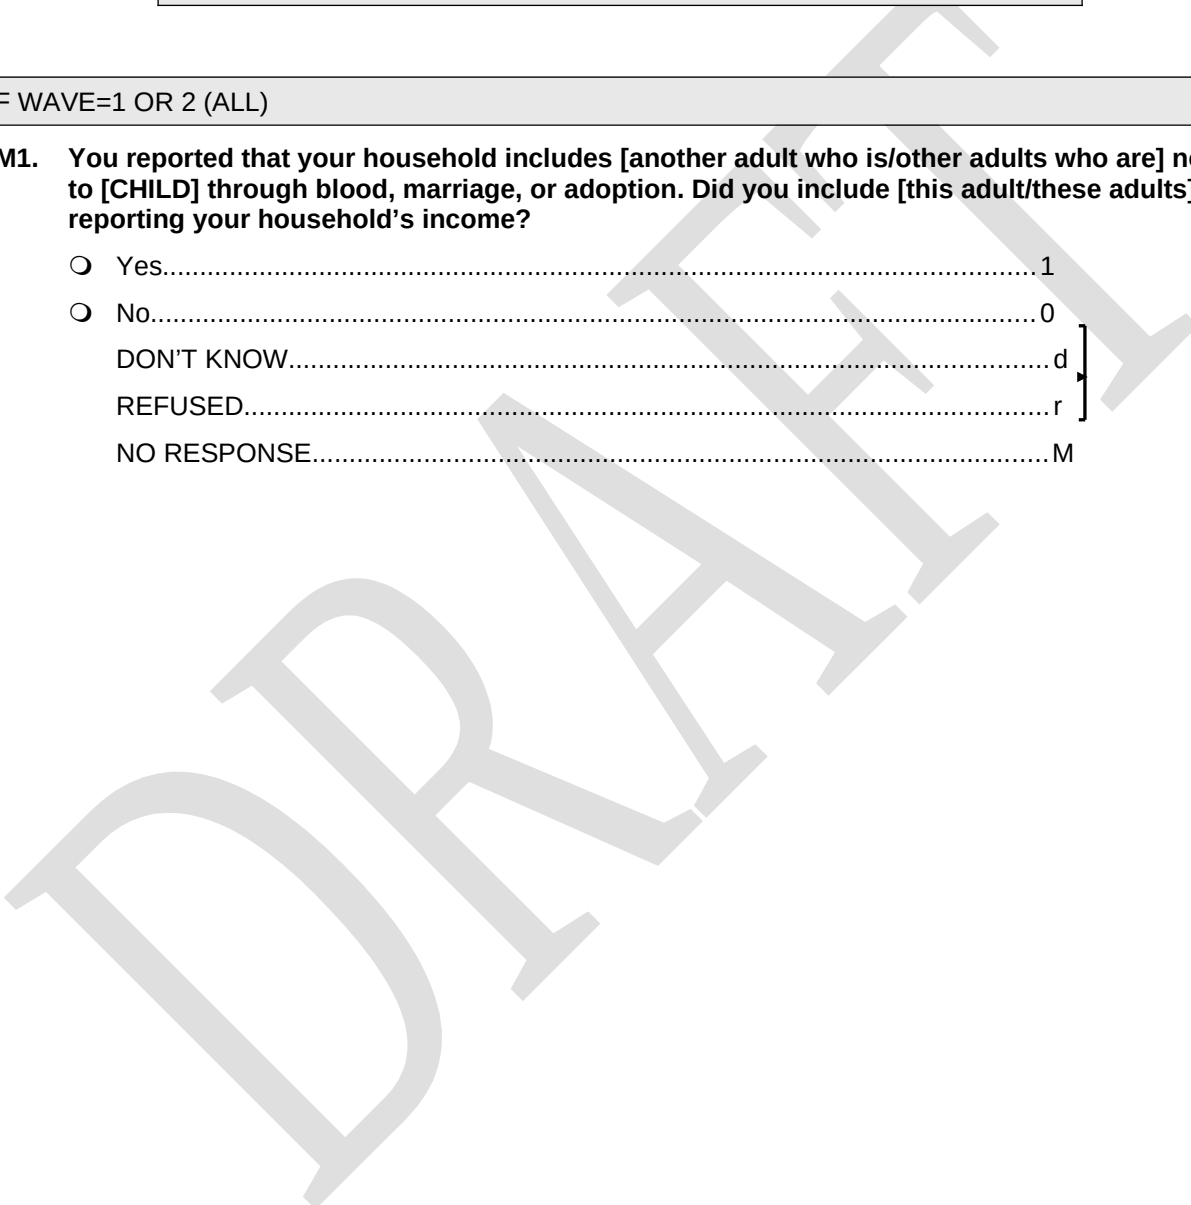 F WAVE=1 OR 2 (ALL)
M1. You reported that your household includes [another adult who is/other adults who are]
to [CHILD] through blood, marriage, or adoption. Did you include [this adult/these adults]
reporting your household’s income?
Yes...1
No...0
DON’T KNOW...d
REFUSED...r
NO RESPONSE...M
DRAFT